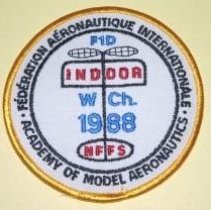 · FÉDÉRATION AÉRONAUTIQUE INTERNATIONALE ·
F1D
INDOOR
W Ch.
1988
NFFS
ACADEMY OF MODEL AERONAUTICS